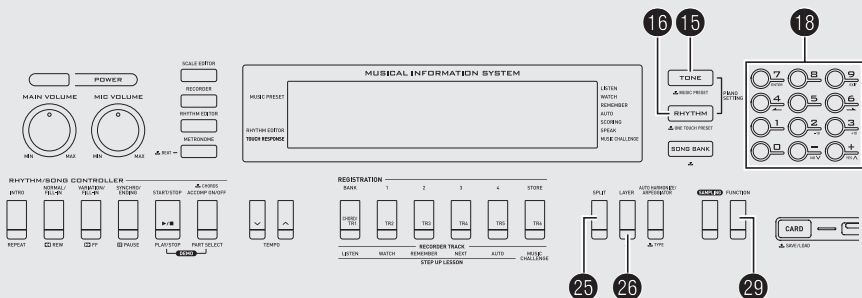 16 15 18
POWER
MAIN VOLUME MIC VOLUME
MIN MAX MIN MAX
SCALE EDITOR
RECORDER
RHYTHM EDITOR
METRONOME
BEAT
MUSICAL INFORMATION SYSTEM
MUSIC PRESET
RHYTHM EDITOR
TOUCH RESPONSE
LISTEN
WATCH
REMEMBER
AUTO
SCORING
SPEAK
MUSIC CHALLENGE
TONE
MUSIC PRESET
RHYTHM
ONE TOUCH PRESET
PIANO SETTING
SONG BANK
7 8 9
ENTER EXIT
4 5 6
1 2 3
-10 +10
0 - +
NO YES
RHYTHM/SONG CONTROLLER
INTRO
NORMAL/
FILL-IN
VARIATION/
FILL-IN
SYNCHRO/
ENDING
START/STOP
CHORDS
ACCOMP ON/OFF
REPEAT REW FF PAUSE PLAY/STOP PART SELECT
DEMO
TEMPO
REGISTRATION
BANK 1 2 3 4 STORE
CHORD/
TR1 TR2 TR3 TR4 TR5 TR6
RECORDER TRACK
LISTEN WATCH REMEMBER NEXT AUTO MUSIC
CHALLENGE
STEP UP LESSON
SPLIT LAYER
AUTO HARMONIZE/
ARPEGGIATOR
TYPE
SAMPLING FUNCTION
CARD
SAVE/LOAD
25 26 29